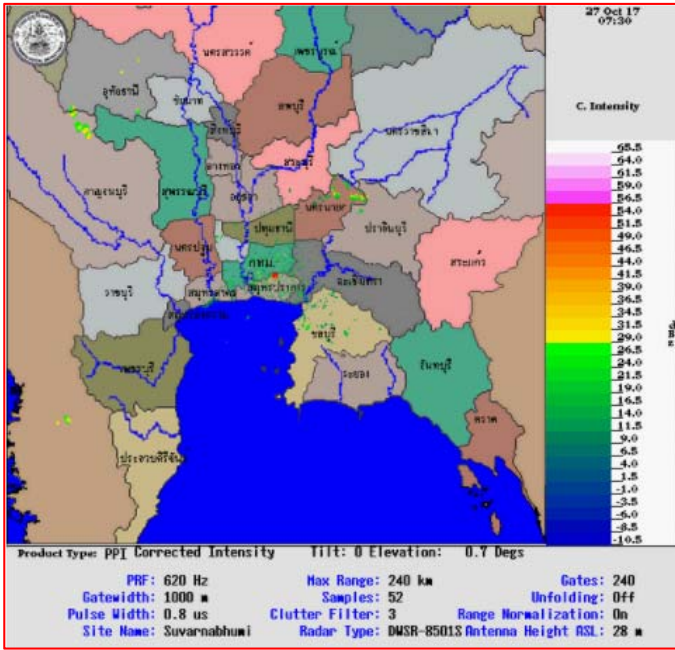 27 Oct 17
07:30
C. Intensity
นครสวรรค์
เพชรบูรณ์
อุทัยธานี
ชัยนาท
ลพบุรี
สิงหบุรี
นครราชสีมา
อ่างทอง
สระบุรี
กาญจนบุรี
สุพรรณบุรี
อยุธยา
นครนายก
ปราจีนบุรี
ปทุมธานี
นครปฐม
กทม.
สระแก้ว
ราชบุรี
สมุทรสาคร
สมุทรปราการ
ฉะเชิงเทรา
ชลบุรี
เพชรบุรี
ระยอง
จันทบุรี
ตราด
ประจวบคีรีขันธ์
65.5
64.0
61.5
59.0
56.5
54.0
51.5
49.0
46.5
44.0
41.5
39.0
36.5
34.0
31.5
29.0
26.5
24.0
21.5
19.0
16.5
14.0
11.5
9.0
6.5
4.0
1.5
-1.0
-3.5
-6.0
-8.5
-10.5
Product Type: PPI Corrected Intensity Tilt: 0 Elevation: 0.7 Degs
PRF: 620 Hz Max Range: 240 km Gates: 240
Gatewidth: 1000 m Samples: 52 Unfolding: Off
Pulse Width: 0.8 us Clutter Filter: 3 Range Normalization: On
Site Name: Suvarnabhumi Radar Type: DWSR-8501S Antenna Height ASL: 28 m